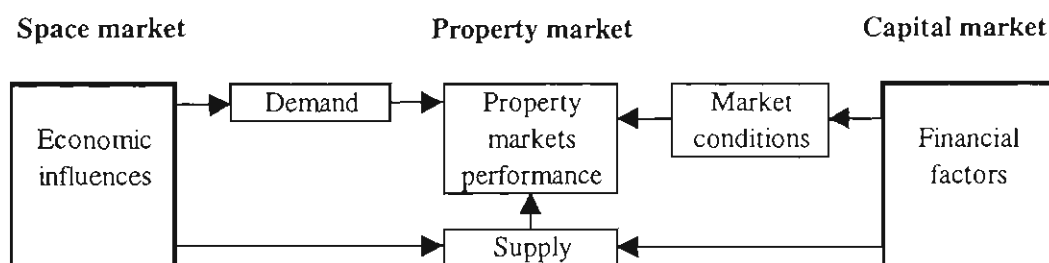 Space market
Property market
Capital market
Economic
influences
Demand
Property
markets
performance
Market
conditions
Financial
factors
Supply